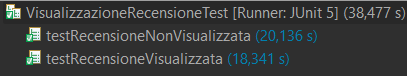 VisualizzazioneRecensioneTest [Runner: JUnit 5] (38,477 s)
testRecensioneNonVisualizzata (20,136 s)
testRecensioneVisualizzata (18,341 s)